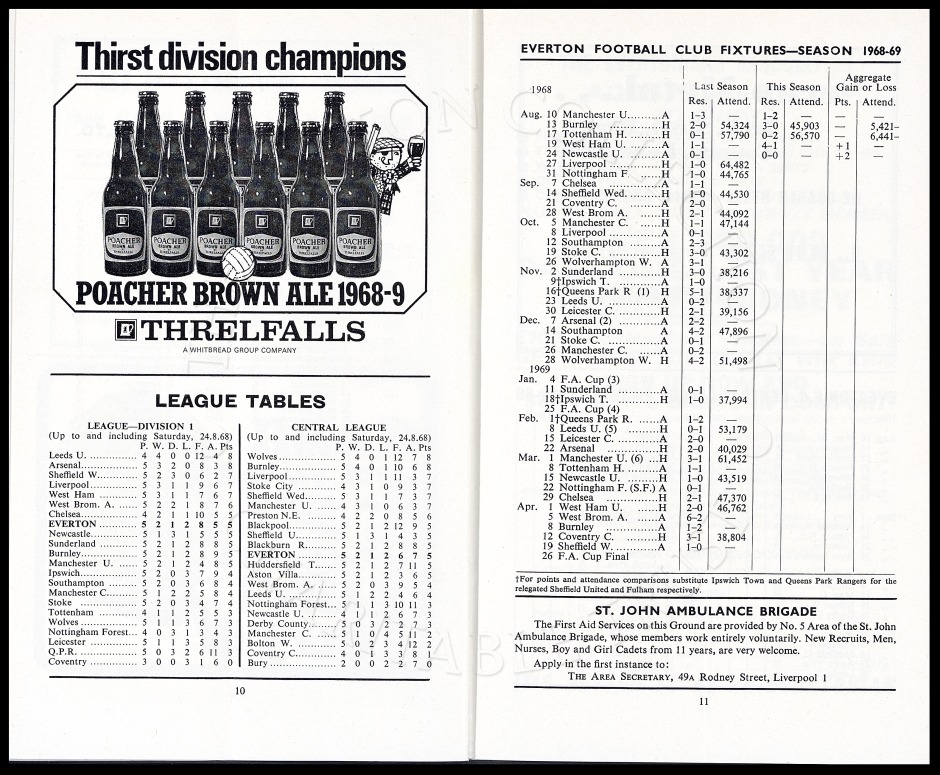 Thirst division champions
POACHER
BROWN ALE
THRELFALLS
POACHER
BROWN ALE
THRELFALLS
POACHER
BROWN ALE
POACHER
BROWN ALE
POACHER
BROWN ALE
THRELFALLS
POACHER
BROWN ALE
THRELFALLS
POACHER BROWN ALE 1968-9
THRELFALLS
A WHITBREAD GROUP COMPANY
LEAGUE TABLES
LEAGUE—DIVISION 1
(Up to and including Saturday, 24.8.68)
P. W. D. L. F. A. Pts
Leeds U. 4 4 0 0 12 4 8
Arsenal 5 3 2 0 8 3 8
Sheffield W. 5 2 3 0 6 2 7
Liverpool 5 3 1 1 9 6 7
West Ham 5 3 1 1 7 6 7
West Brom. A. 5 2 2 1 8 7 6
Chelsea 4 2 1 1 10 5 5
EVERTON 5 2 1 2 8 5 5
Newcastle 5 1 3 1 5 5 5
Sunderland 5 2 1 2 8 8 5
Burnley 5 2 1 2 8 9 5
Manchester U. 5 2 1 2 4 8 5
Ipswich 5 2 0 3 7 9 4
Southampton 5 2 0 3 6 8 4
Manchester C. 5 1 2 2 5 8 4
Stoke 5 2 0 3 4 7 4
Tottenham 4 1 1 2 5 5 3
Wolves 5 1 1 3 6 7 3
Nottingham Forest... 4 0 3 1 3 4 3
Leicester 5 1 1 3 5 8 3
Q.P.R. 5 0 3 2 6 11 3
Coventry 3 0 0 3 1 6 0
CENTRAL LEAGUE
(Up to and including Saturday, 24.8.68)
P. W. D. L. F. A. Pts
Wolves 5 4 0 1 12 7 8
Burnley 5 4 0 1 10 6 8
Liverpool 5 3 1 1 11 3 7
Stoke City 4 3 1 0 9 3 7
Sheffield Wed. 5 3 1 1 7 3 7
Manchester U. 4 3 1 0 6 3 7
Preston N.E. 4 2 2 0 8 5 6
Blackpool 5 2 1 2 12 9 5
Sheffield U. 5 1 3 1 4 3 5
Blackburn R. 5 2 1 2 8 8 5
EVERTON 5 2 1 2 6 7 5
Huddersfield T. 5 2 1 2 7 11 5
Aston Villa 5 2 1 2 3 6 5
West Brom. A. 5 2 0 3 9 5 4
Leeds U. 5 1 2 2 4 6 4
Nottingham Forest... 5 1 1 3 10 11 3
Newcastle U. 4 1 1 2 6 7 3
Derby County 5 0 3 2 2 7 3
Manchester C. 5 1 0 4 5 11 2
Bolton W. 5 0 2 3 4 12 2
Coventry C. 4 0 1 3 3 8 1
Bury 2 0 0 2 2 7 0
10
EVERTON FOOTBALL CLUB FIXTURES—SEASON 1968-69
1968 Last Season This Season Aggregate Gain or Loss
Res. Attend. Res. Attend. Pts. Attend.
Aug. 10 Manchester U. A 1–3 — 1–2 — — —
13 Burnley H 2–0 54,324 3–0 45,903 — 5,421–
17 Tottenham H. H 0–1 57,790 0–2 56,570 — 6,441–
19 West Ham U. A 1–1 — 4–1 +1 —
24 Newcastle U. A 0–1 — 0–0 — +2 —
27 Liverpool H 1–0 64,482
31 Nottingham F. H 1–0 44,765
Sep. 7 Chelsea A 1–1 —
14 Sheffield Wed. H 1–0 44,530
21 Coventry C. A 2–0 —
28 West Brom A. H 2–1 44,092
Oct. 5 Manchester C. H 1–1 47,144
8 Liverpool A 0–1 —
12 Southampton A 2–3 —
19 Stoke C. H 3–0 43,302
26 Wolverhampton W. A 3–1 —
Nov. 2 Sunderland H 3–0 38,216
9†Ipswich T. A 1–0 —
16†Queens Park R (1) H 5–1 38,337
23 Leeds U. A 0–2 —
30 Leicester C. H 2–1 39,156
Dec. 7 Arsenal (2) A 2–2 —
14 Southampton A 4–2 47,896
21 Stoke C. A 0–1 —
26 Manchester C. A 0–2 —
28 Wolverhampton W. H 4–2 51,498
1969
Jan. 4 F.A. Cup (3)
11 Sunderland A 0–1 —
18†Ipswich T. H 1–0 37,994
25 F.A. Cup (4)
Feb. 1†Queens Park R. A 1–2 —
8 Leeds U. (5) H 0–1 53,179
15 Leicester C. A 2–0 —
22 Arsenal H 2–0 40,029
Mar. 1 Manchester U. (6) H 3–1 61,452
8 Tottenham H. A 1–1 —
15 Newcastle U. H 1–0 43,519
22 Nottingham F. (S.F.) A 0–1 —
29 Chelsea H 2–1 47,370
Apr. 1 West Ham U. H 2–0 46,762
5 West Brom. A. A 6–2 —
8 Burnley A 1–2 —
12 Coventry C. H 3–1 38,804
19 Sheffield W. A 1–0 —
26 F.A. Cup Final
†For points and attendance comparisons substitute Ipswich Town and Queens Park Rangers for the
relegated Sheffield United and Fulham respectively.
ST. JOHN AMBULANCE BRIGADE
The First Aid Services on this Ground are provided by No. 5 Area of the St. John
Ambulance Brigade, whose members work entirely voluntarily. New Recruits, Men,
Nurses, Boy and Girl Cadets from 11 years, are very welcome.
Apply in the first instance to:
THE AREA SECRETARY, 49A Rodney Street, Liverpool 1
11